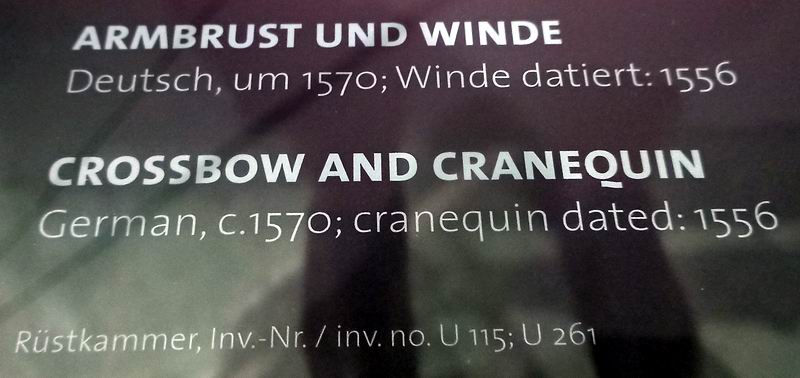 ARMBRUST UND WINDE
Deutsch, um 1570; Winde datiert: 1556
CROSSBOW AND CRANEQUIN
German, c.1570; cranequin dated: 1556
Rüstkammer, Inv.-Nr. / inv. no. U 115; U 261